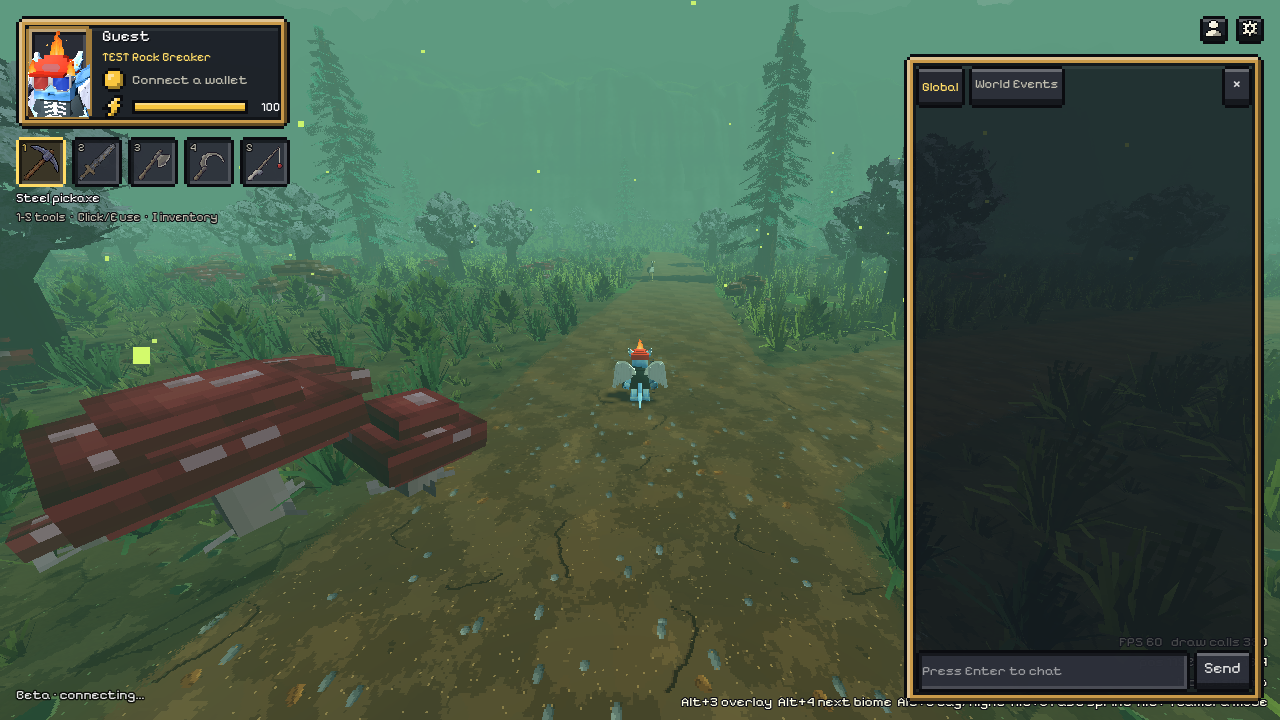 Guest
TEST Rock Breaker
Connect a wallet
100
1 2 3 4 5
Steel pickaxe
1-5 tools · Click/E use · I inventory
Global World Events ×
FPS 60 draw calls
Press Enter to chat
Send
Beta · connecting...
Alt+3 overlay Alt+4 next biome